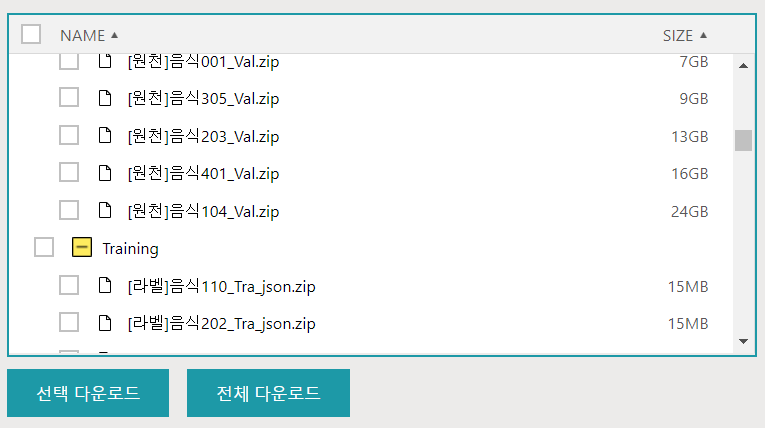 NAME ▲ SIZE ▲
[원천]음식001_Val.zip 7GB
[원천]음식305_Val.zip 9GB
[원천]음식203_Val.zip 13GB
[원천]음식401_Val.zip 16GB
[원천]음식104_Val.zip 24GB
Training
[라벨]음식110_Tra_json.zip 15MB
[라벨]음식202_Tra_json.zip 15MB
선택 다운로드 전체 다운로드